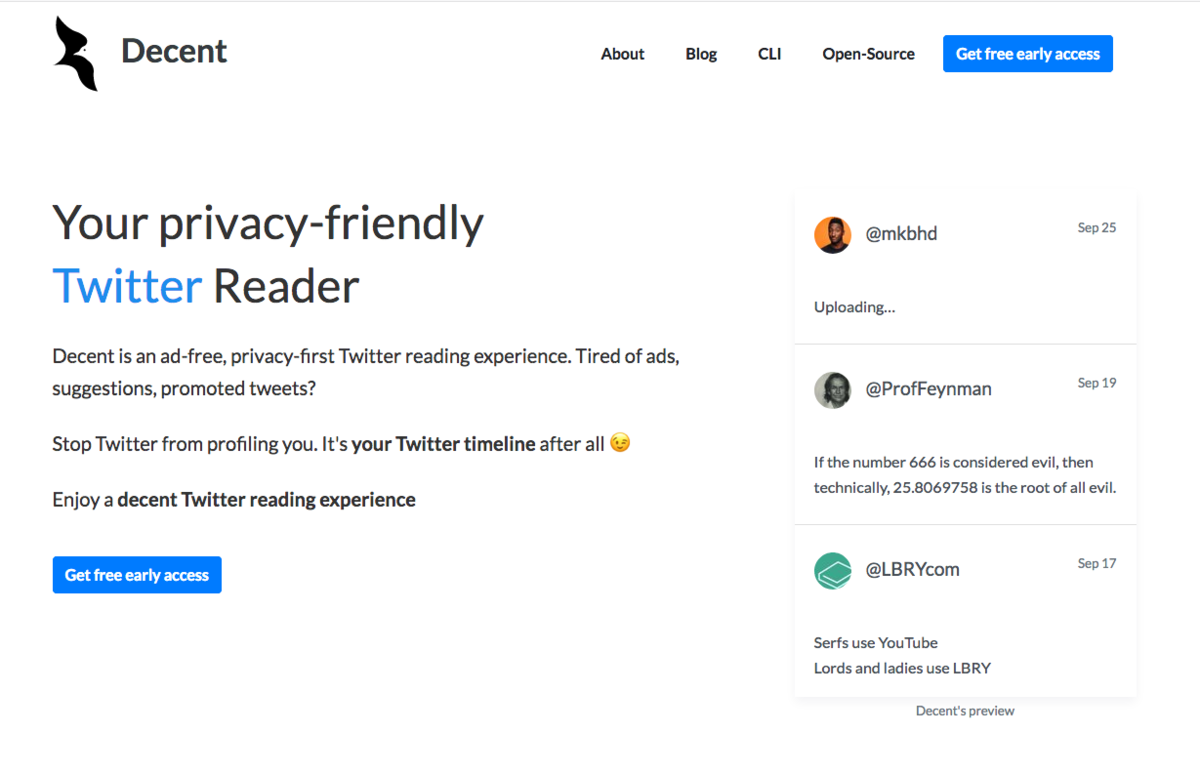 Decent
About
Blog
CLI
Open-Source
Get free early access
Your privacy-friendly
Twitter Reader
Decent is an ad-free, privacy-first Twitter reading experience. Tired of ads,
suggestions, promoted tweets?
Stop Twitter from profiling you. It's your Twitter timeline after all 😉
Enjoy a decent Twitter reading experience
Get free early access
@mkbhd
Sep 25
Uploading...
@ProfFeynman
Sep 19
If the number 666 is considered evil, then
technically, 25.8069758 is the root of all evil.
@LBRYcom
Sep 17
Serfs use YouTube
Lords and ladies use LBRY
Decent's preview